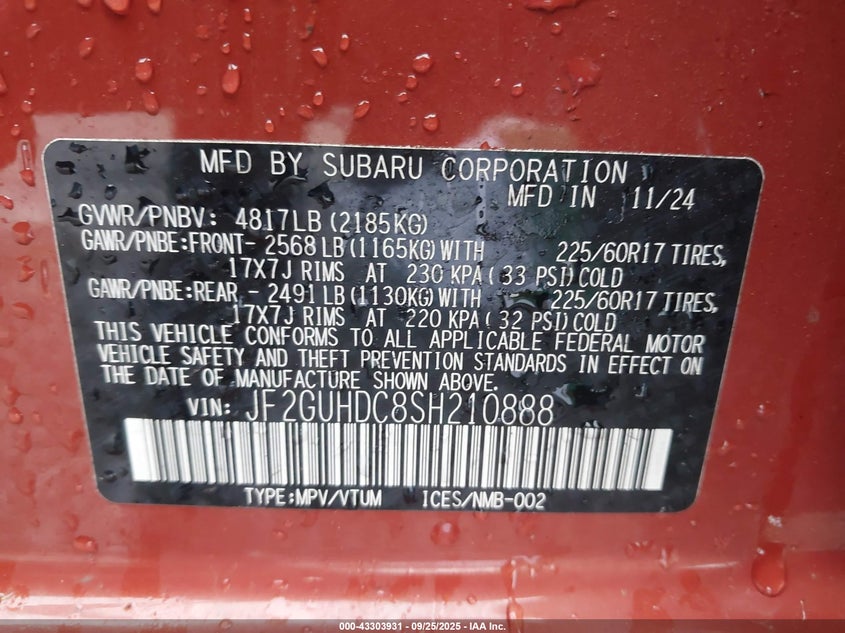 MFD BY SUBARU CORPORATION
MFD IN 11/24
GVWR/PNBV: 4817LB (2185KG)
GAWR/PNBE:FRONT- 2568 LB (1165KG) WITH 225/60R17 TIRES,
17X7J RIMS AT 230 KPA ( 33 PSI) COLD
GAWR/PNBE:REAR - 2491 LB (1130KG) WITH 225/60R17 TIRES,
17X7J RIMS AT 220 KPA ( 32 PSI) COLD
THIS VEHICLE CONFORMS TO ALL APPLICABLE FEDERAL MOTOR
VEHICLE SAFETY AND THEFT PREVENTION STANDARDS IN EFFECT ON
THE DATE OF MANUFACTURE SHOWN ABOVE.
VIN: JF2GUHDC8SH210888
TYPE:MPV/VTUM ICES/NMB-002
000-43303931 - 09/25/2025 - IAA Inc.